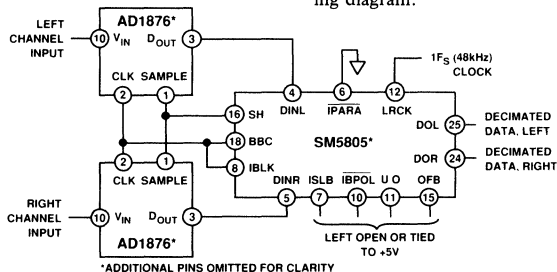 ing diagram.
AD1876*
LEFT
CHANNEL
INPUT
10 VIN DOUT 3
CLK SAMPLE
2 1
1FS (48kHz)
CLOCK
4 6 12
DINL IPARA LRCK
16 SH
18 BBC
8 IBLK
SM5805*
DOL 25
DECIMATED
DATA, LEFT
DOR 24
DECIMATED
DATA, RIGHT
DINR ISLB IBPOL U O OFB
5 7 10 11 15
2 1
CLK SAMPLE
RIGHT
CHANNEL
INPUT
10 VIN DOUT 3
AD1876*
LEFT OPEN OR TIED
TO +5V
*ADDITIONAL PINS OMITTED FOR CLARITY